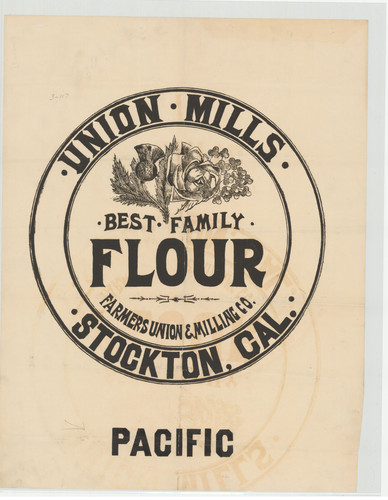 · UNION · MILLS ·
· BEST · FAMILY ·
FLOUR
FARMERS UNION & MILLING CO.
· STOCKTON, CAL. ·
PACIFIC